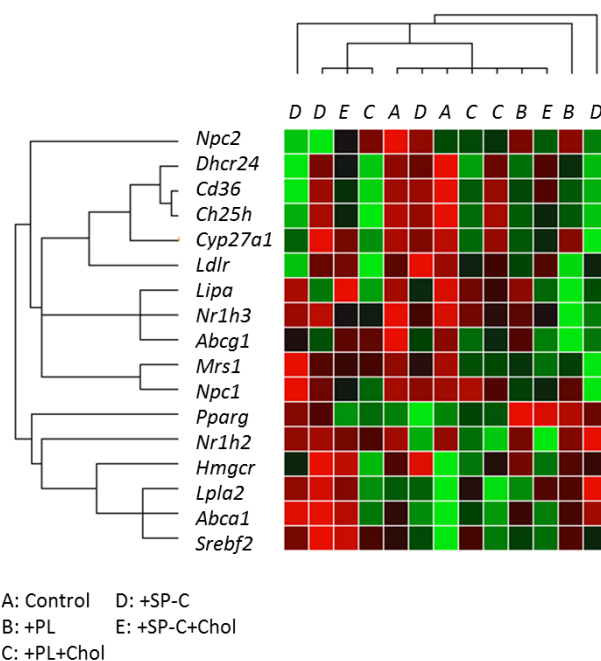 D D E C A D A C C B E B D
Npc2
Dhcr24
Cd36
Ch25h
Cyp27a1
Ldlr
Lipa
Nr1h3
Abcg1
Mrs1
Npc1
Pparg
Nr1h2
Hmgcr
Lpla2
Abca1
Srebf2
A: Control D: +SP-C
B: +PL E: +SP-C+Chol
C: +PL+Chol